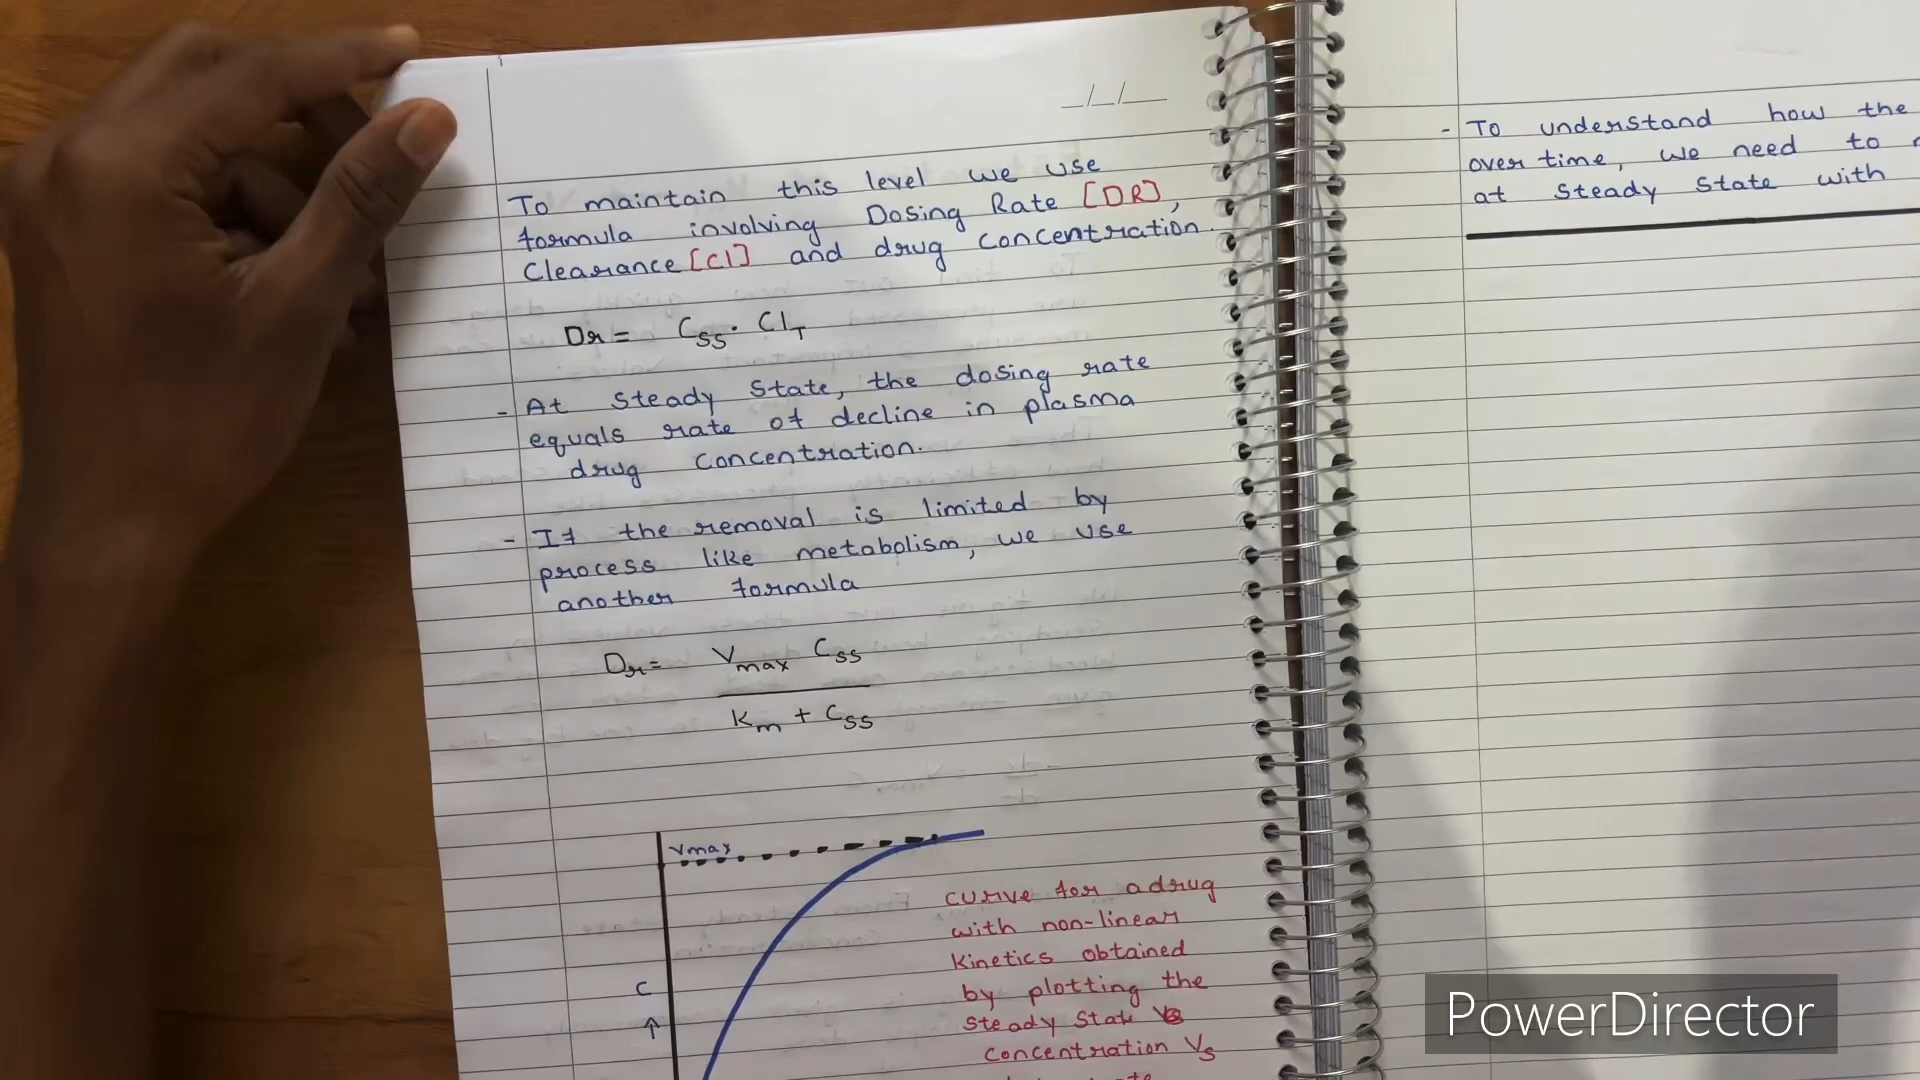 _/_/__
To maintain this level we use
formula involving Dosing Rate [DR],
Clearance [Cl] and drug concentration.
Dr = Css . ClT
- At Steady State, the dosing rate
equals rate of decline in plasma
drug concentration.
- If the removal is limited by
process like metabolism, we use
another formula
Dr = Vmax Css
Km + Css
Vmax
C
↑
curve for a drug
with non-linear
kinetics obtained
by plotting the
steady state
concentration Vs
- To understand how the
over time, we need to
at steady state with
PowerDirector